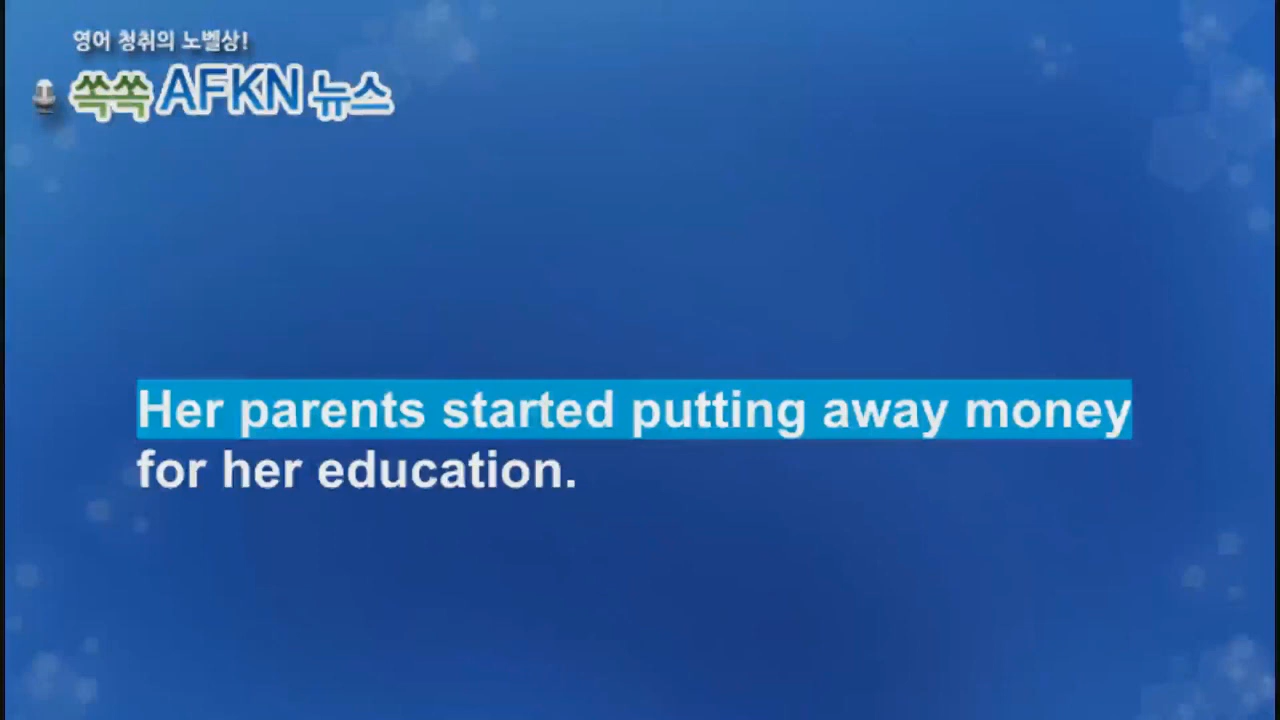 영어 청취의 노벨상!
쏙쏙 AFKN 뉴스
Her parents started putting away money
for her education.